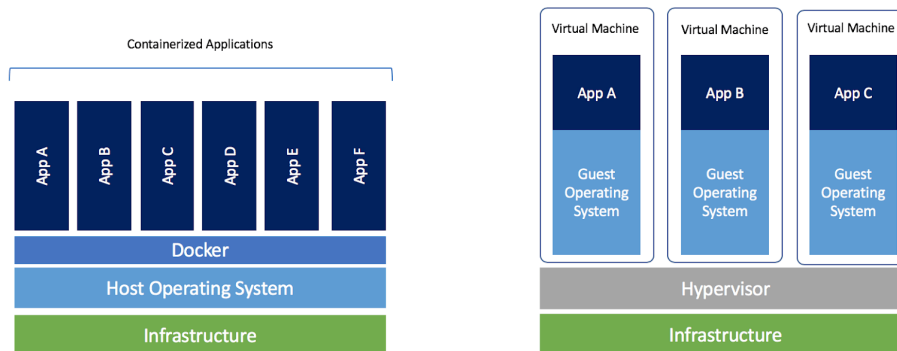 Containerized Applications
App A
App B
App C
App D
App E
App F
Docker
Host Operating System
Infrastructure
Virtual Machine
App A
Guest
Operating
System
Virtual Machine
App B
Guest
Operating
System
Virtual Machine
App C
Guest
Operating
System
Hypervisor
Infrastructure